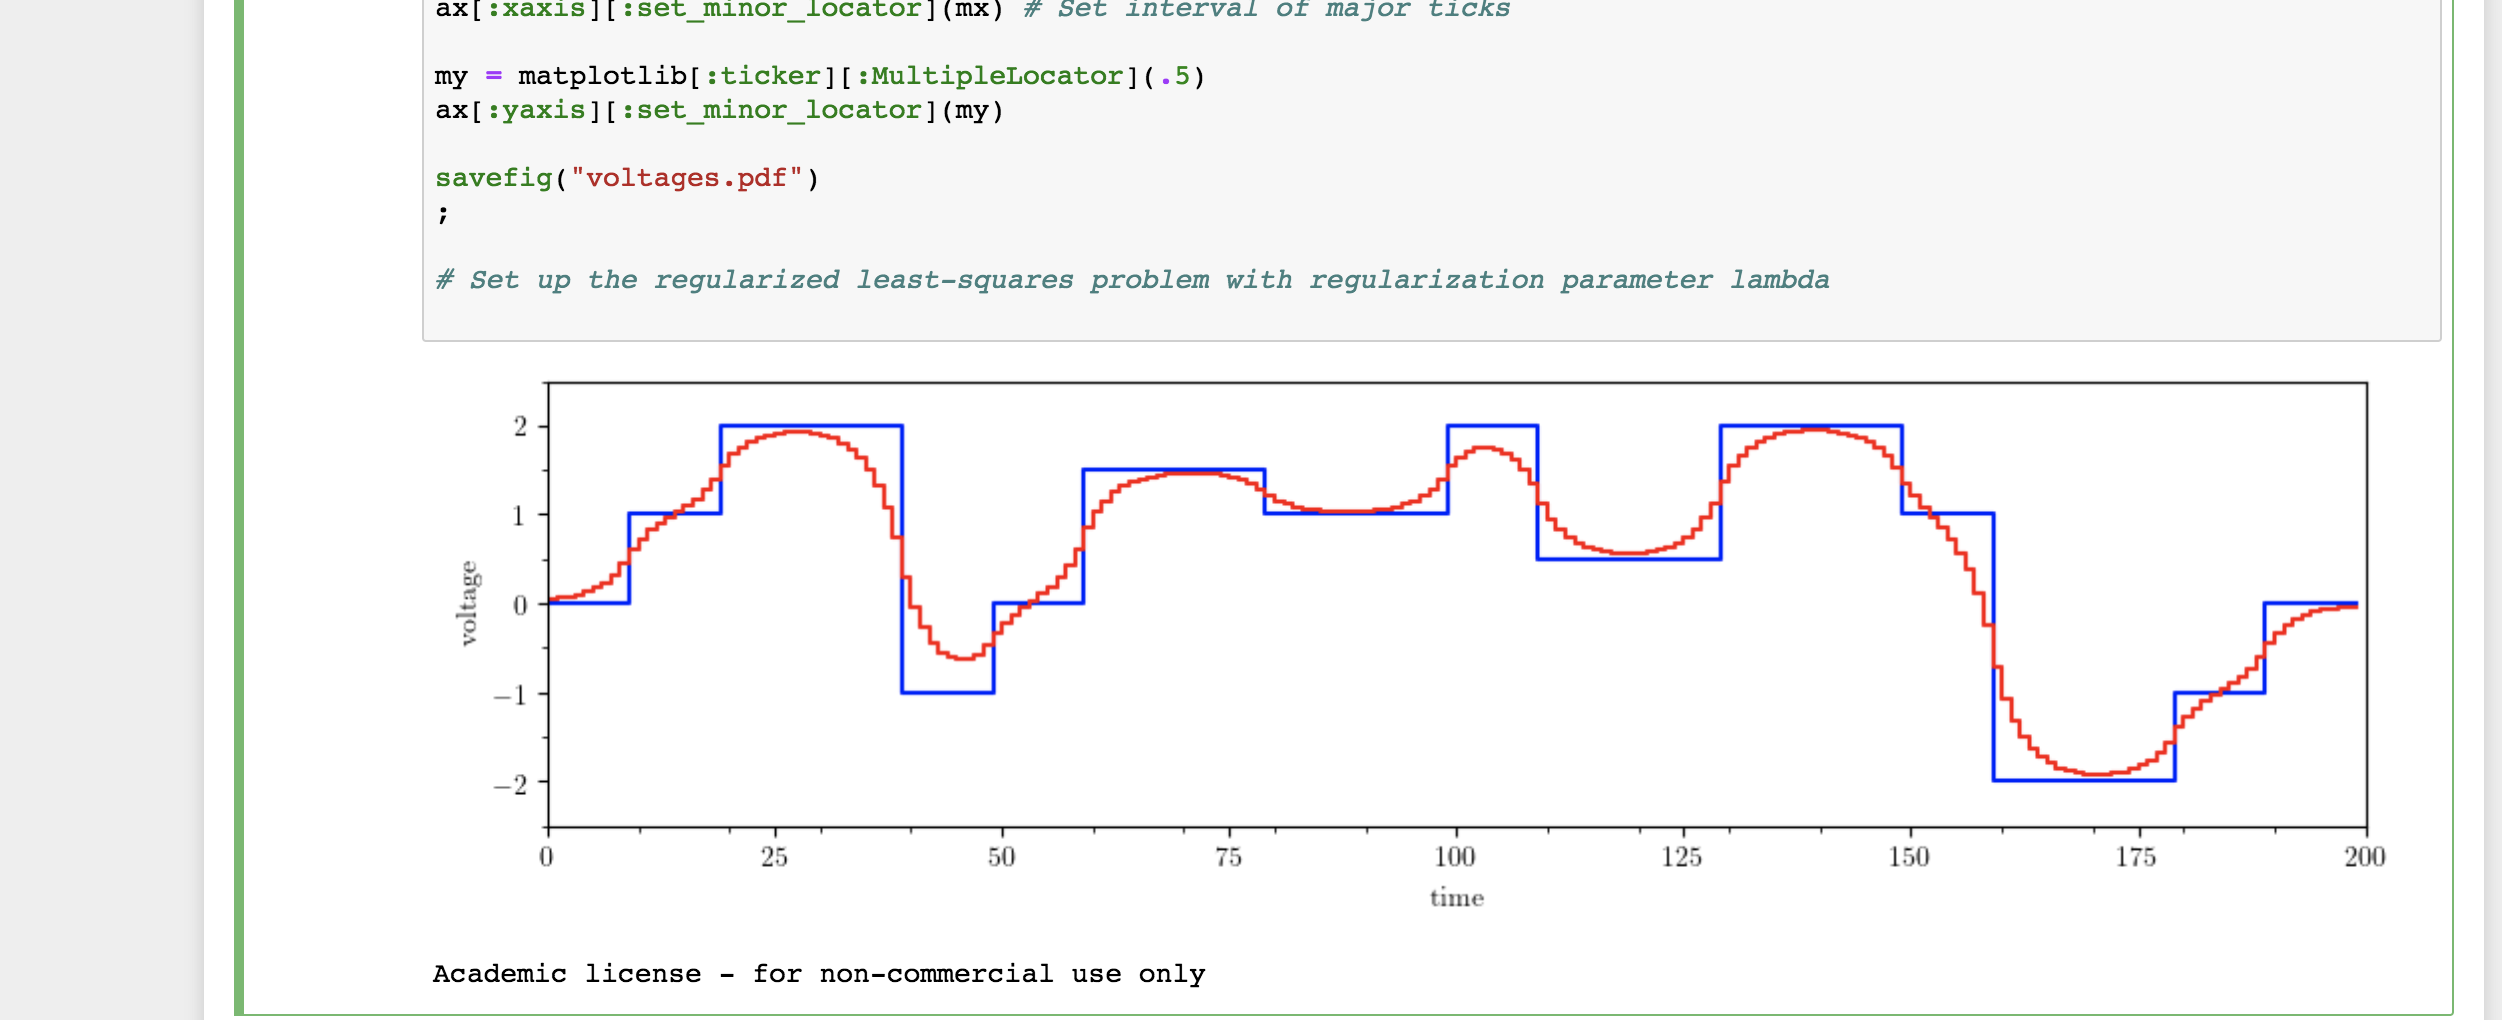 ax[:xaxis][:set_minor_locator](mx) # Set interval of major ticks
my = matplotlib[:ticker][:MultipleLocator](.5)
ax[:yaxis][:set_minor_locator](my)
savefig("voltages.pdf")
;
# Set up the regularized least-squares problem with regularization parameter lambda
2
1
0
−1
−2
voltage
0 25 50 75 100 125 150 175 200
time
Academic license - for non-commercial use only